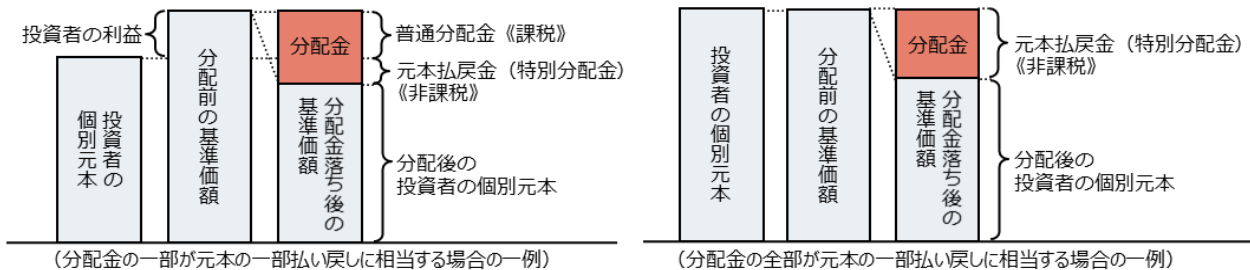 投資者の利益
投資者の
個別元本
分配前の基準価額
分配金
分配金落ち後の
基準価額
普通分配金《課税》
元本払戻金（特別分配金）
《非課税》
分配後の
投資者の個別元本
（分配金の一部が元本の一部払い戻しに相当する場合の一例）
投資者の個別元本
分配前の基準価額
分配金
分配金落ち後の
基準価額
元本払戻金（特別分配金）
《非課税》
分配後の
投資者の個別元本
（分配金の全部が元本の一部払い戻しに相当する場合の一例）